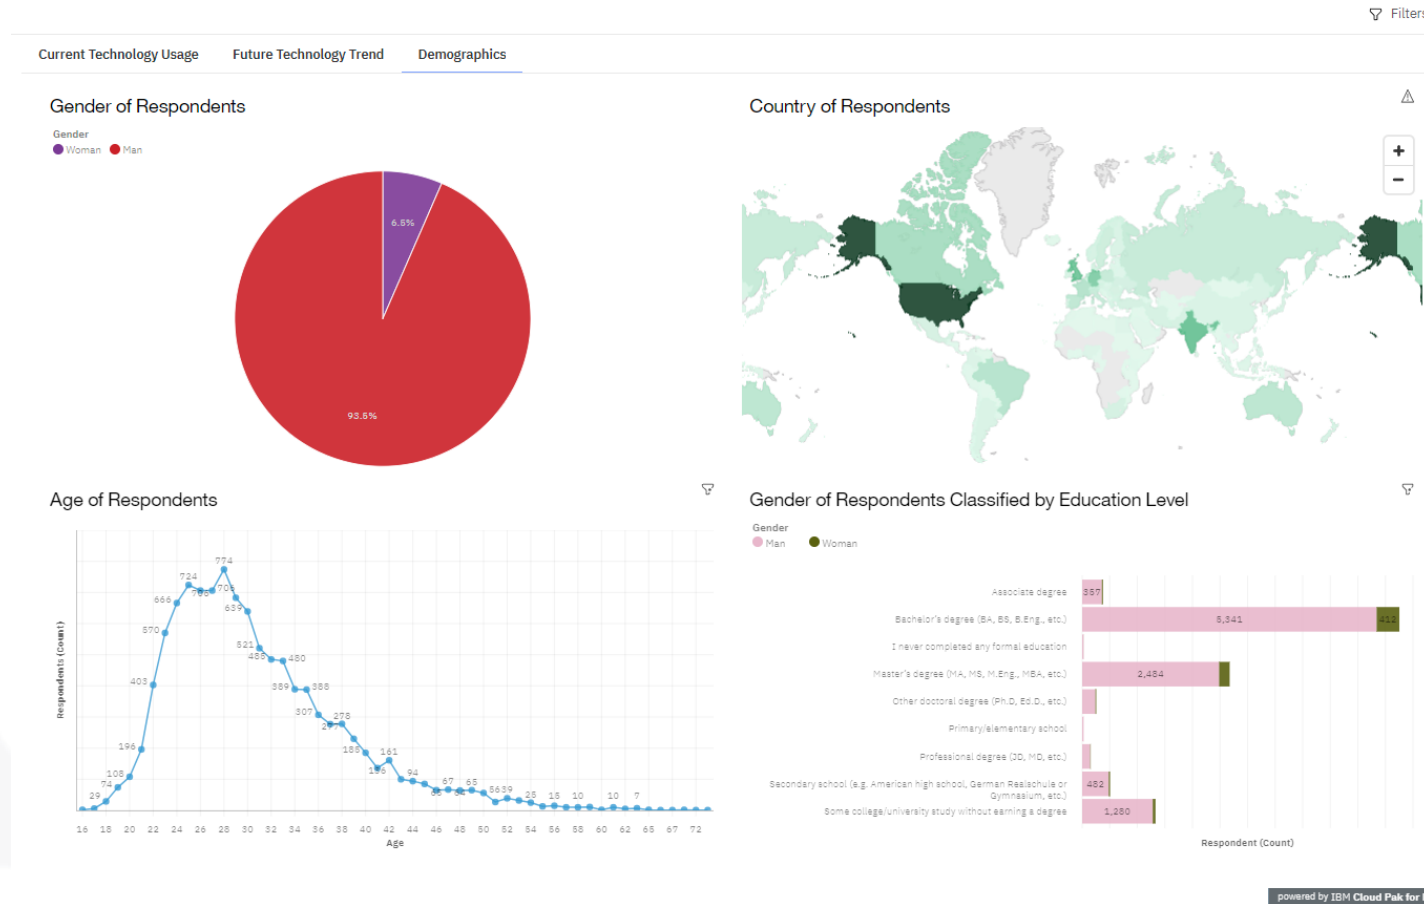 Filters
Current Technology Usage Future Technology Trend Demographics
Gender of Respondents
Gender
Woman Man
6.5%
93.5%
Country of Respondents
+
−
Age of Respondents
Respondents (Count)
774
724
706
666
639
570
521
485
480
403
389
388
307
278
196
185
161
108
94
74
67
65
29
56
39
25
15
10
10
7
16 18 20 22 24 26 28 30 32 34 36 38 40 42 44 46 48 50 52 54 56 58 60 62 65 67 72
Age
Gender of Respondents Classified by Education Level
Gender
Man Woman
Associate degree 357
Bachelor's degree (BA, BS, B.Eng., etc.) 5,341 412
I never completed any formal education
Master's degree (MA, MS, M.Eng., MBA, etc.) 2,484
Other doctoral degree (Ph.D, Ed.D., etc.)
Primary/elementary school
Professional degree (JD, MD, etc.)
Secondary school (e.g. American high school, German Realschule or
Gymnasium, etc.) 482
Some college/university study without earning a degree 1,280
Respondent (Count)
powered by IBM Cloud Pak for